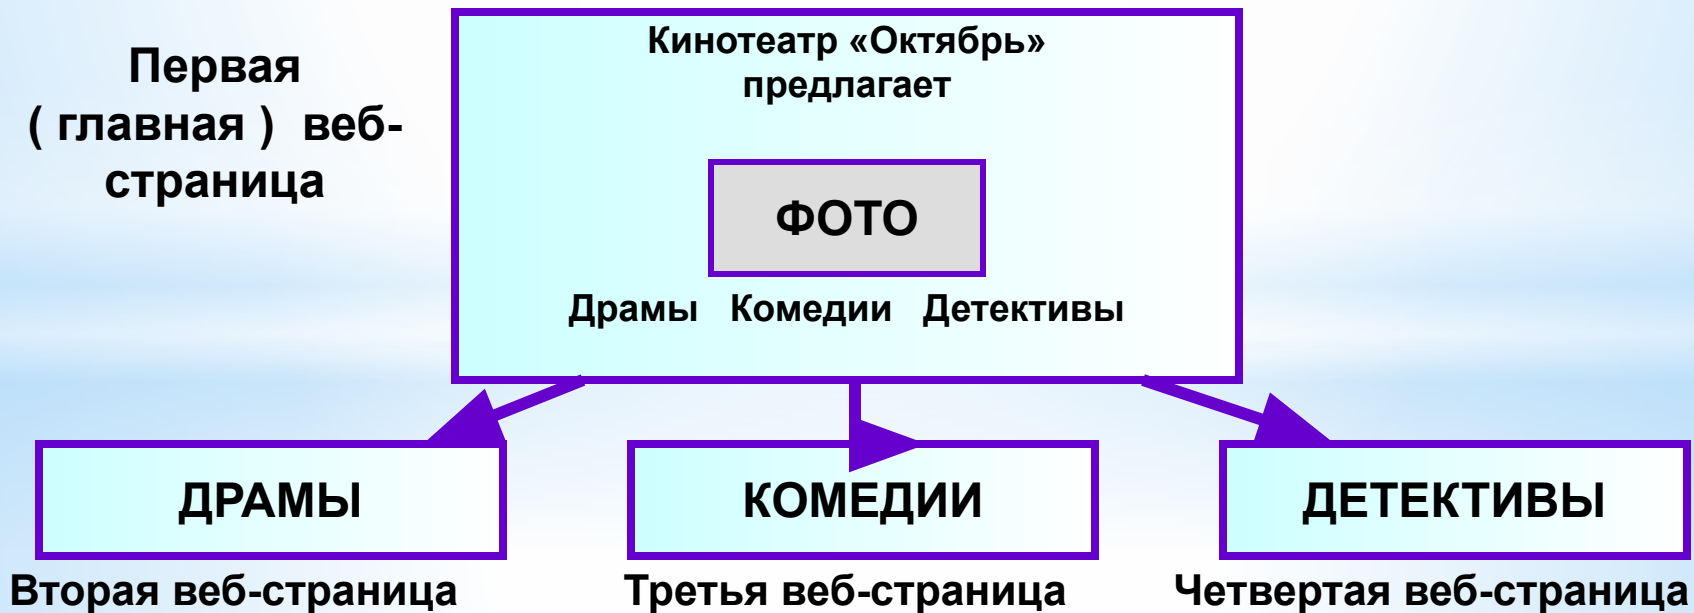 Первая
( главная ) веб-
страница
Кинотеатр «Октябрь»
предлагает
ФОТО
Драмы Комедии Детективы
ДРАМЫ
КОМЕДИИ
ДЕТЕКТИВЫ
Вторая веб-страница
Третья веб-страница
Четвертая веб-страница